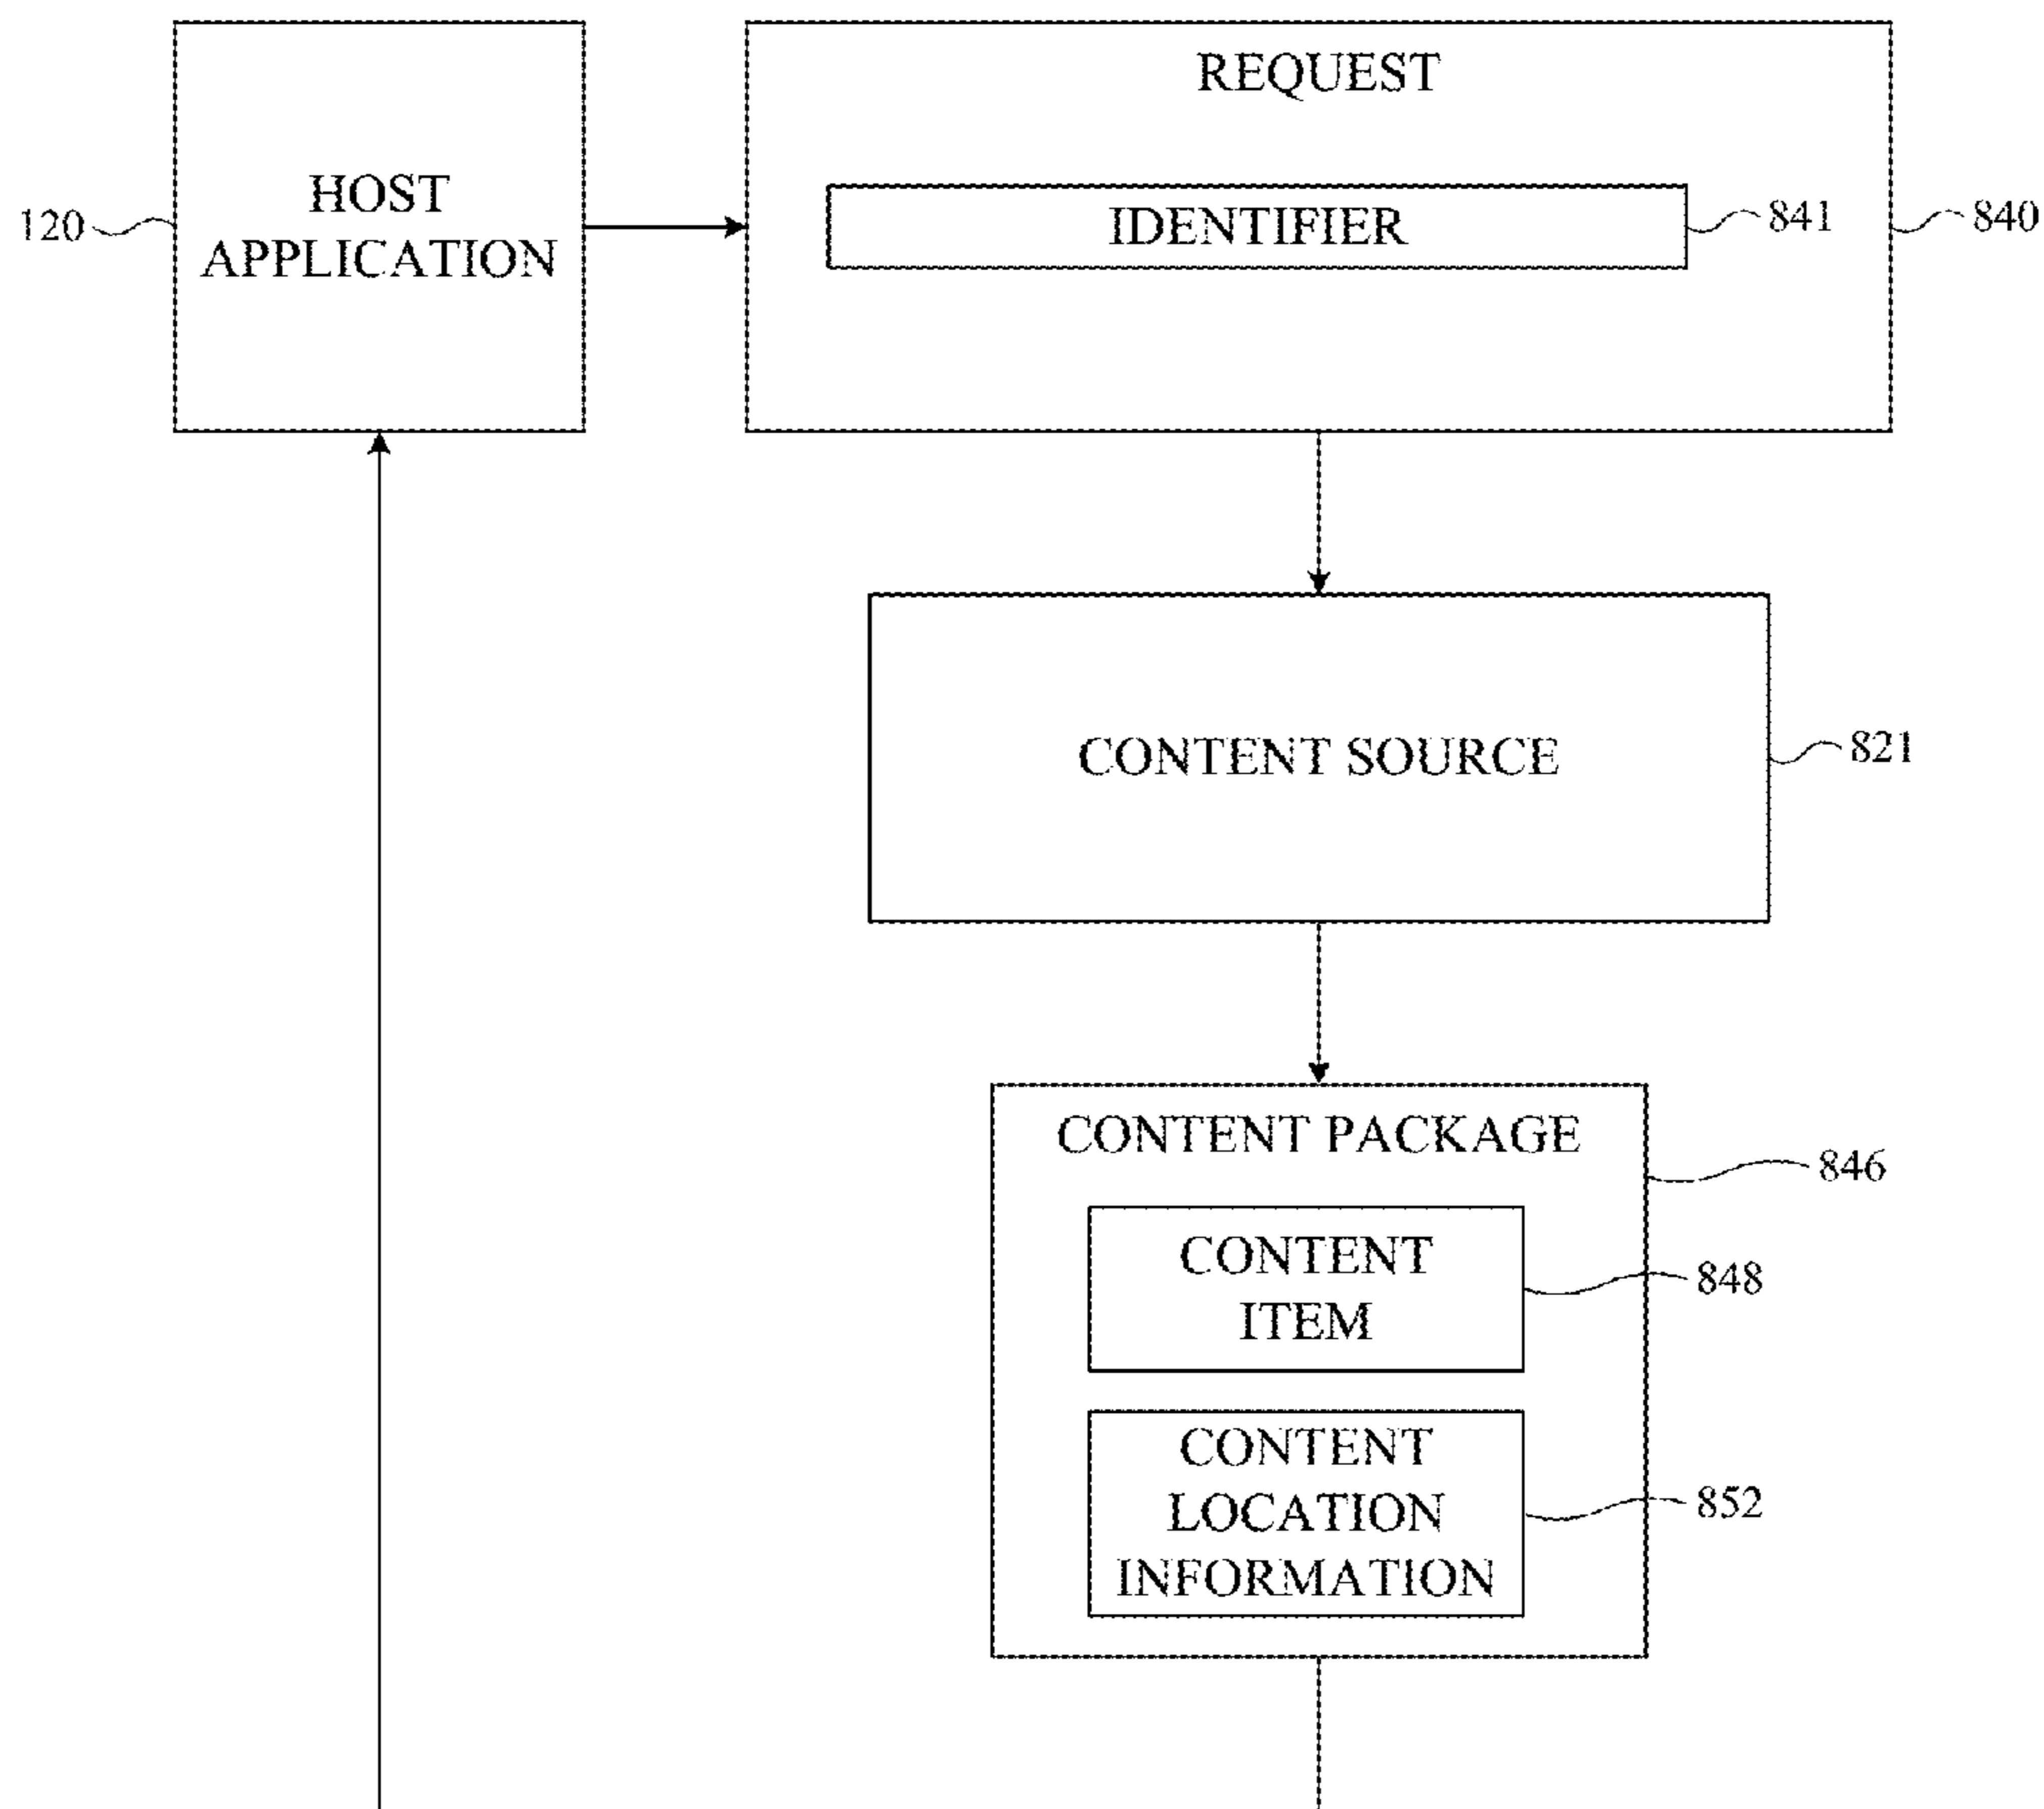 REQUEST
HOST
APPLICATION
120
IDENTIFIER
841
840
CONTENT SOURCE
821
CONTENT PACKAGE
846
CONTENT
ITEM
848
CONTENT
LOCATION
INFORMATION
852